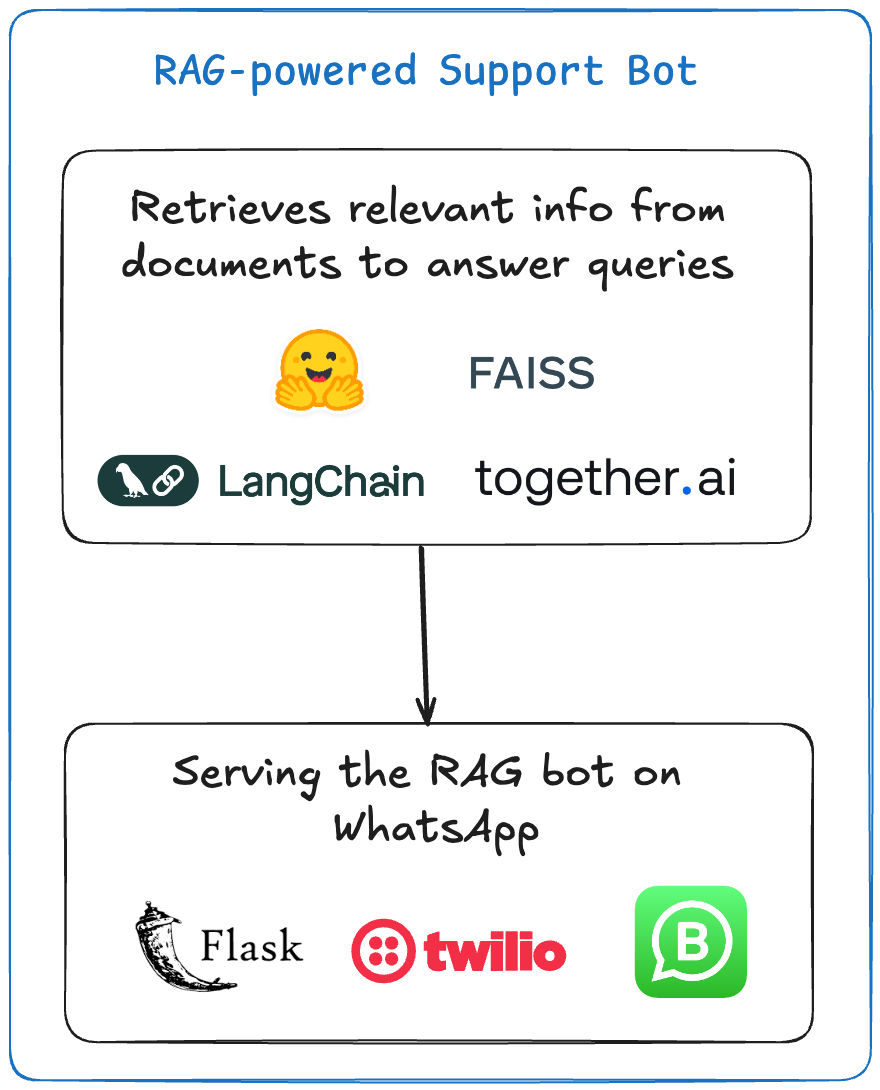 RAG-powered Support Bot
Retrieves relevant info from
documents to answer queries
FAISS
LangChain
together.ai
Serving the RAG bot on
WhatsApp
Flask
twilio
B